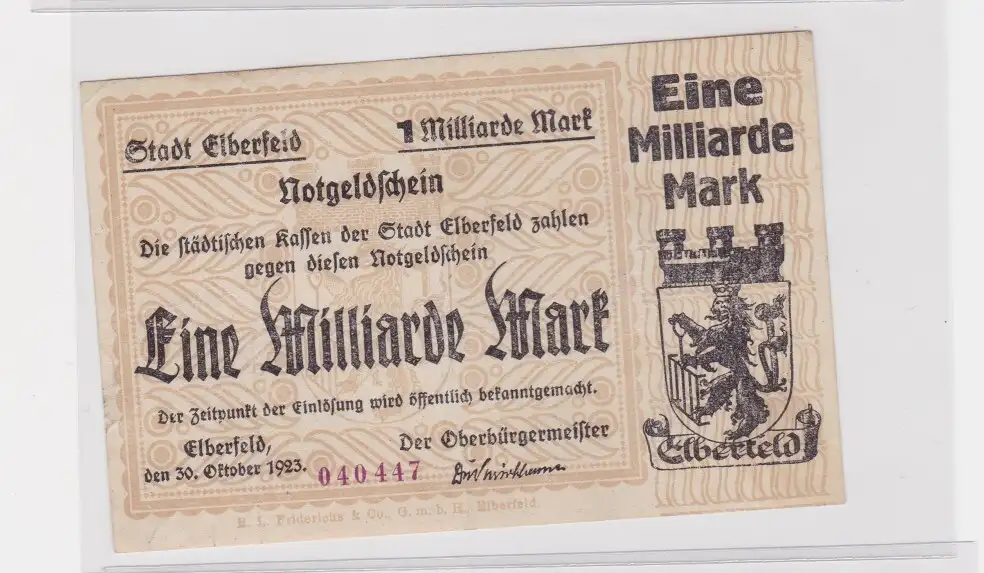 Stadt Elberfeld
1 Milliarde Mark
Notgeldschein
Die städtischen Kassen der Stadt Elberfeld zahlen
gegen diesen Notgeldschein
Eine Milliarde Mark
Der Zeitpunkt der Einlösung wird öffentlich bekanntgemacht.
Elberfeld,
den 30. Oktober 1923.
040447
Der Oberbürgermeister
Eine
Milliarde
Mark
Elberfeld
& Co., G. m. b. H., Elberfeld.